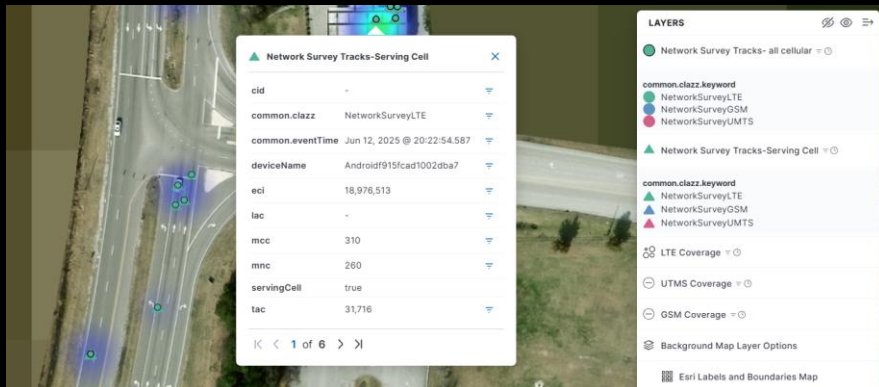 Network Survey Tracks-Serving Cell
cid -
common.clazz NetworkSurveyLTE
common.eventTime Jun 12, 2025 @ 20:22:54.587
deviceName Androidf915fcad1002dba7
eci 18,976,513
lac -
mcc 310
mnc 260
servingCell true
tac 31,716
1 of 6
LAYERS
Network Survey Tracks- all cellular
common.clazz.keyword
NetworkSurveyLTE
NetworkSurveyGSM
NetworkSurveyUMTS
Network Survey Tracks-Serving Cell
common.clazz.keyword
NetworkSurveyLTE
NetworkSurveyGSM
NetworkSurveyUMTS
LTE Coverage
UTMS Coverage
GSM Coverage
Background Map Layer Options
Esri Labels and Boundaries Map